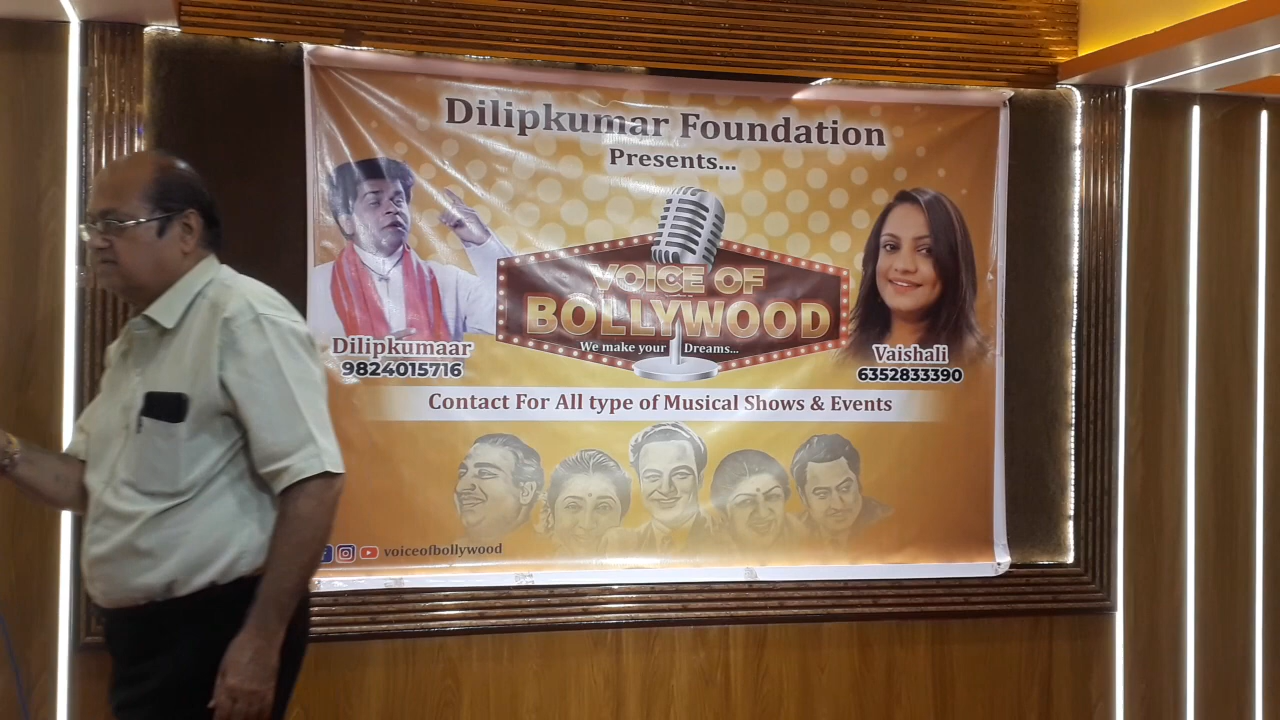 Dilipkumar Foundation
Presents...
VOICE OF
BOLLYWOOD
We make your Dreams...
Dilipkumaar
9824015716
Vaishali
6352833390
Contact For All type of Musical Shows & Events
voiceofbollywood